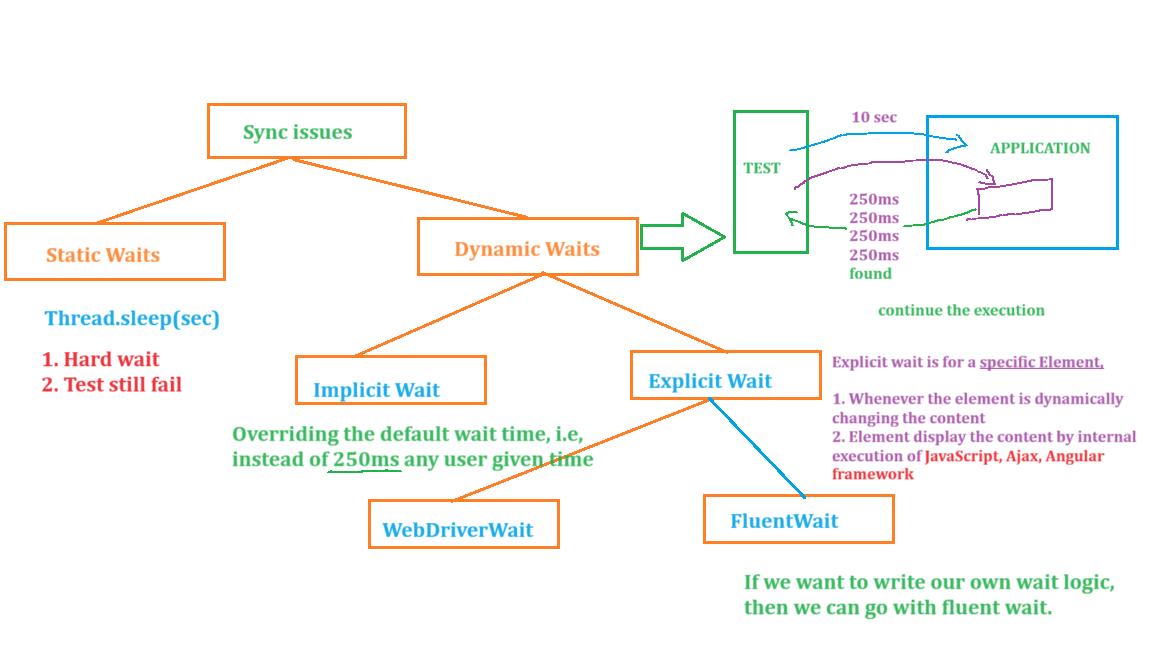 Sync issues
Static Waits
Dynamic Waits
Thread.sleep(sec)
1. Hard wait
2. Test still fail
Implicit Wait
Overriding the default wait time, i.e,
instead of 250ms any user given time
Explicit Wait
WebDriverWait
FluentWait
If we want to write our own wait logic,
then we can go with fluent wait.
TEST
10 sec
APPLICATION
250ms
250ms
250ms
250ms
found
continue the execution
Explicit wait is for a specific Element,
1. Whenever the element is dynamically
changing the content
2. Element display the content by internal
execution of JavaScript, Ajax, Angular
framework